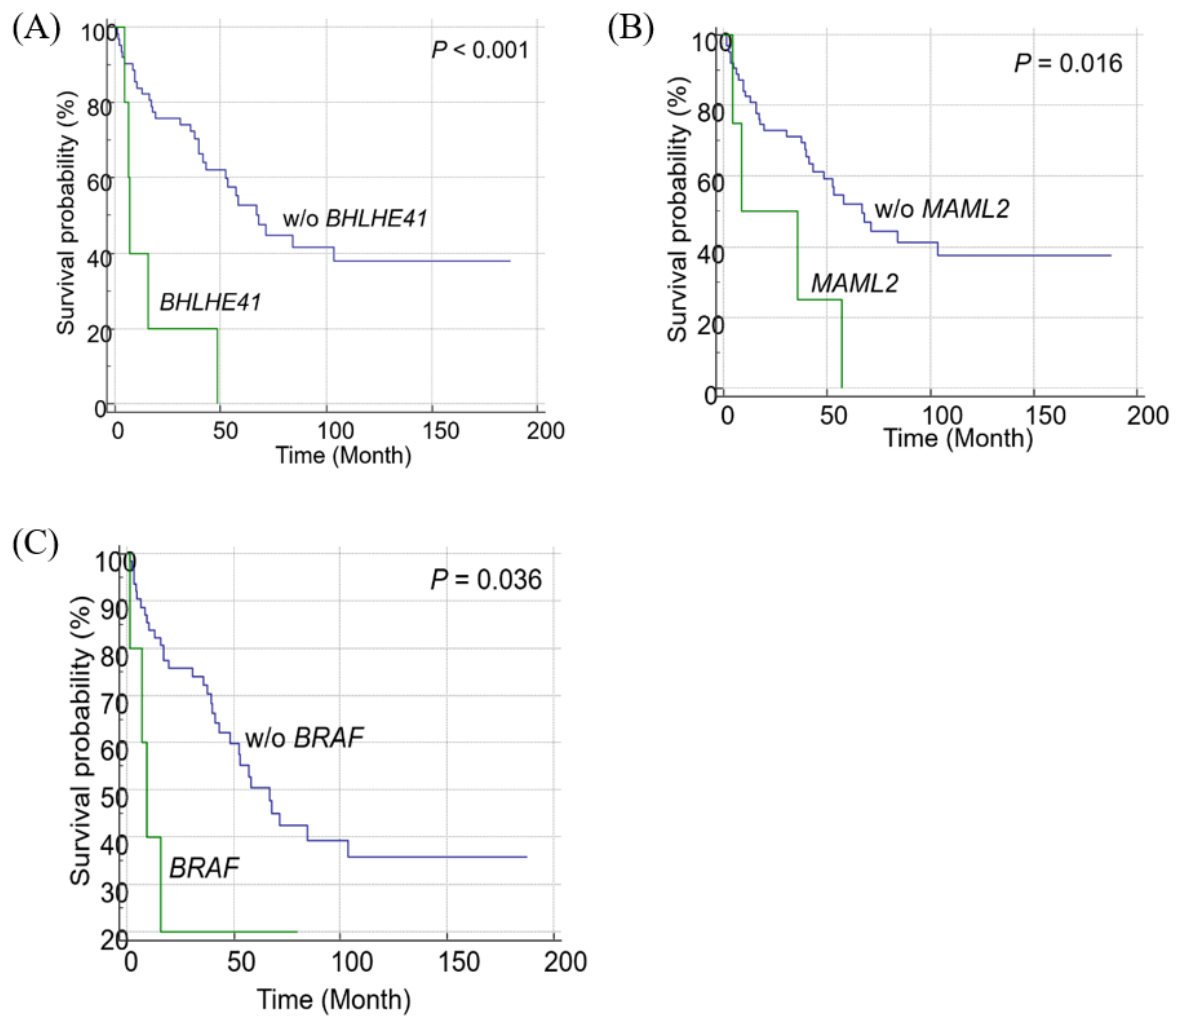 (A)
Survival probability (%)
100
80
60
40
20
0
P < 0.001
w/o BHLHE41
BHLHE41
0 50 100 150 200
Time (Month)
(B)
Survival probability (%)
100
80
60
40
20
0
P = 0.016
w/o MAML2
MAML2
0 50 100 150 200
Time (Month)
(C)
Survival probability (%)
100
90
80
70
60
50
40
30
20
P = 0.036
w/o BRAF
BRAF
0 50 100 150 200
Time (Month)